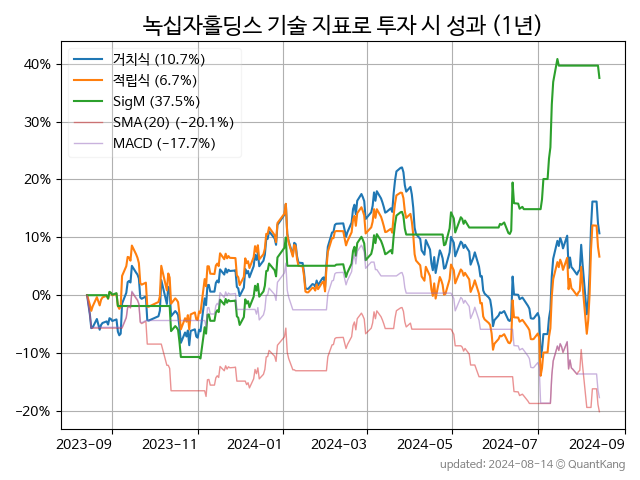 녹십자홀딩스 기술 지표로 투자 시 성과 (1년)
거치식 (10.7%)
적립식 (6.7%)
SigM (37.5%)
SMA(20) (−20.1%)
MACD (−17.7%)
40%
30%
20%
10%
0%
−10%
−20%
2023-09 2023-11 2024-01 2024-03 2024-05 2024-07 2024-09
updated: 2024-08-14 © QuantKang